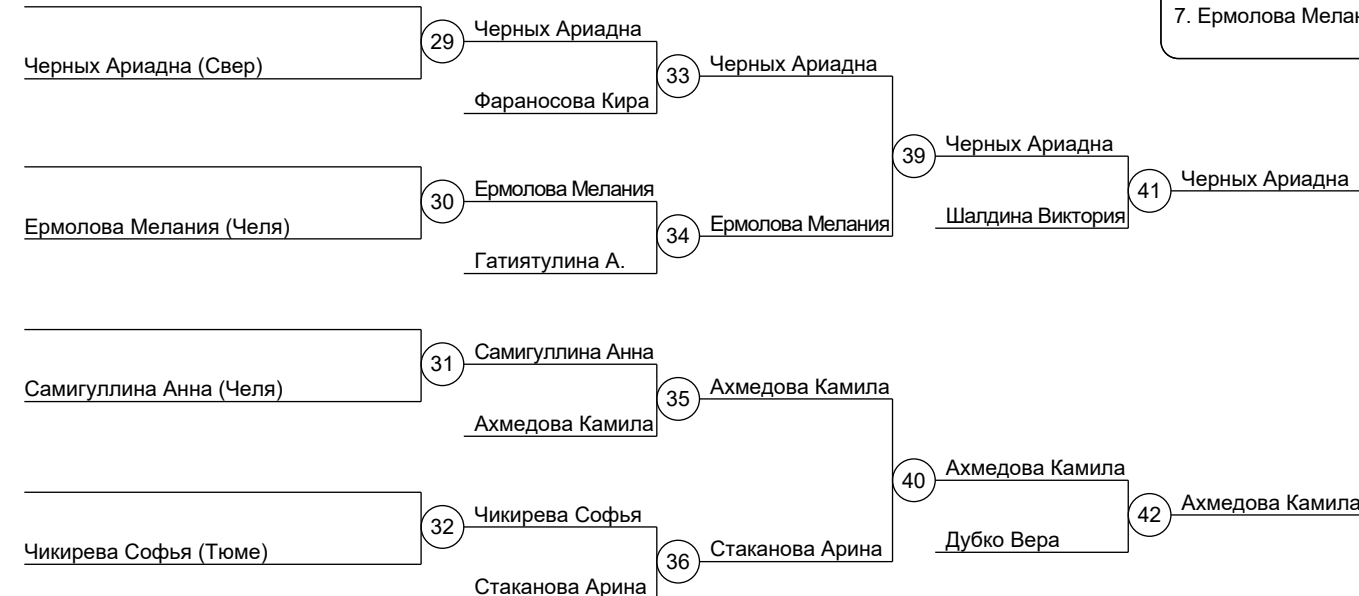 7. Ермолова Мелан
29
Черных Ариадна
Черных Ариадна (Свер)
33
Черных Ариадна
Фараносова Кира
39
Черных Ариадна
41
Черных Ариадна
30
Ермолова Мелания
Шалдина Виктория
Ермолова Мелания (Челя)
34
Ермолова Мелания
Гатиятулина А.
31
Самигуллина Анна
Самигуллина Анна (Челя)
35
Ахмедова Камила
Ахмедова Камила
40
Ахмедова Камила
42
Ахмедова Камила
32
Чикирева Софья
Дубко Вера
Чикирева Софья (Тюме)
36
Стаканова Арина
Стаканова Арина